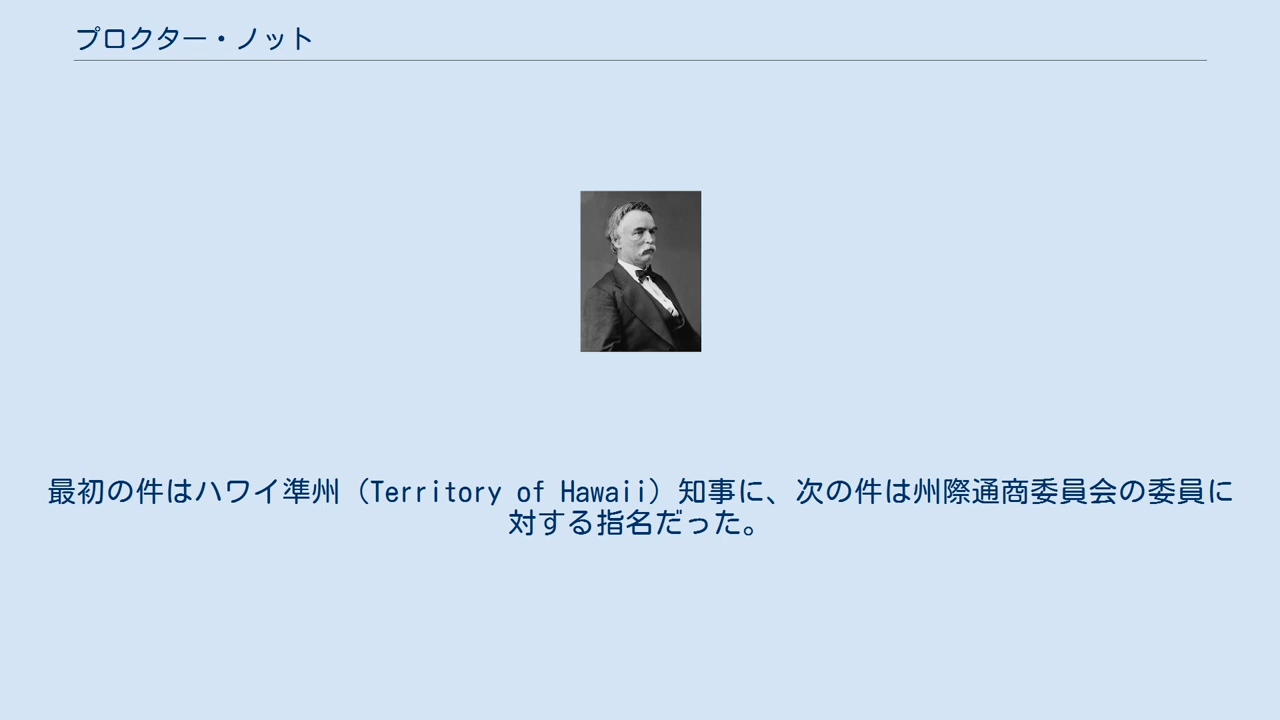 プロクター・ノット
最初の件はハワイ準州（Territory of Hawaii）知事に、次の件は州際通商委員会の委員に
対する指名だった。